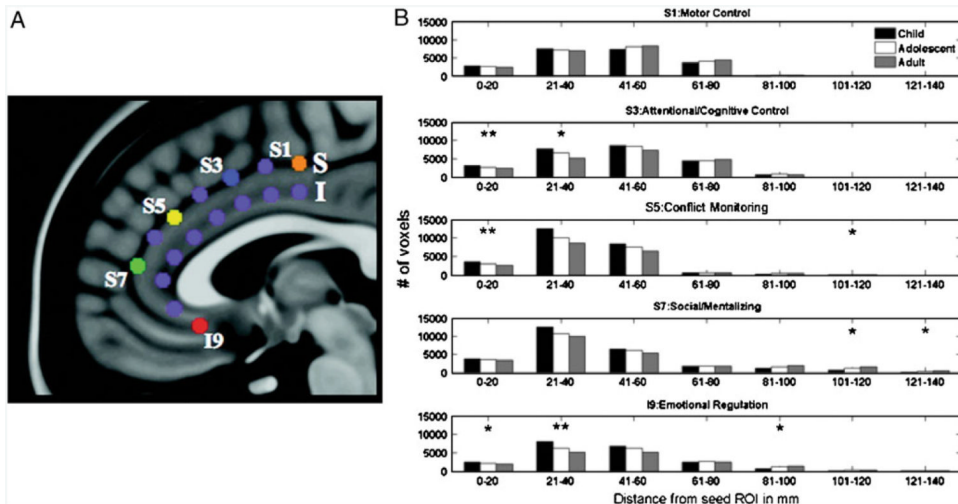 A
S3
S1
S
I
S5
S7
I9
B
# of voxels
S1:Motor Control
15000
10000
5000
0
Child
Adolescent
Adult
0-20 21-40 41-60 61-80 81-100 101-120 121-140
S3:Attentional/Cognitive Control
15000
** *
10000
5000
0
0-20 21-40 41-60 61-80 81-100 101-120 121-140
S5:Conflict Monitoring
15000
** *
10000
5000
0
0-20 21-40 41-60 61-80 81-100 101-120 121-140
S7:Social/Mentalizing
15000
* *
10000
5000
0
0-20 21-40 41-60 61-80 81-100 101-120 121-140
I9:Emotional Regulation
15000
* ** *
10000
5000
0
0-20 21-40 41-60 61-80 81-100 101-120 121-140
Distance from seed ROI in mm